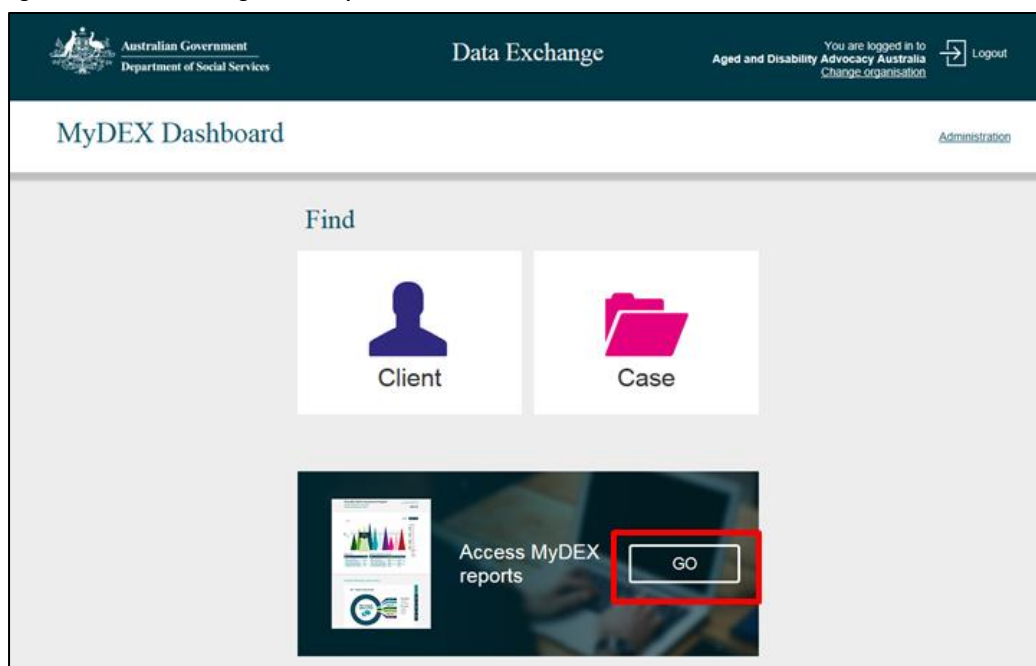 Australian Government
Department of Social Services
Data Exchange
You are logged in to
Aged and Disability Advocacy Australia
Change organisation
Logout
MyDEX Dashboard
Administration
Find
Client
Case
Access MyDEX
reports
GO